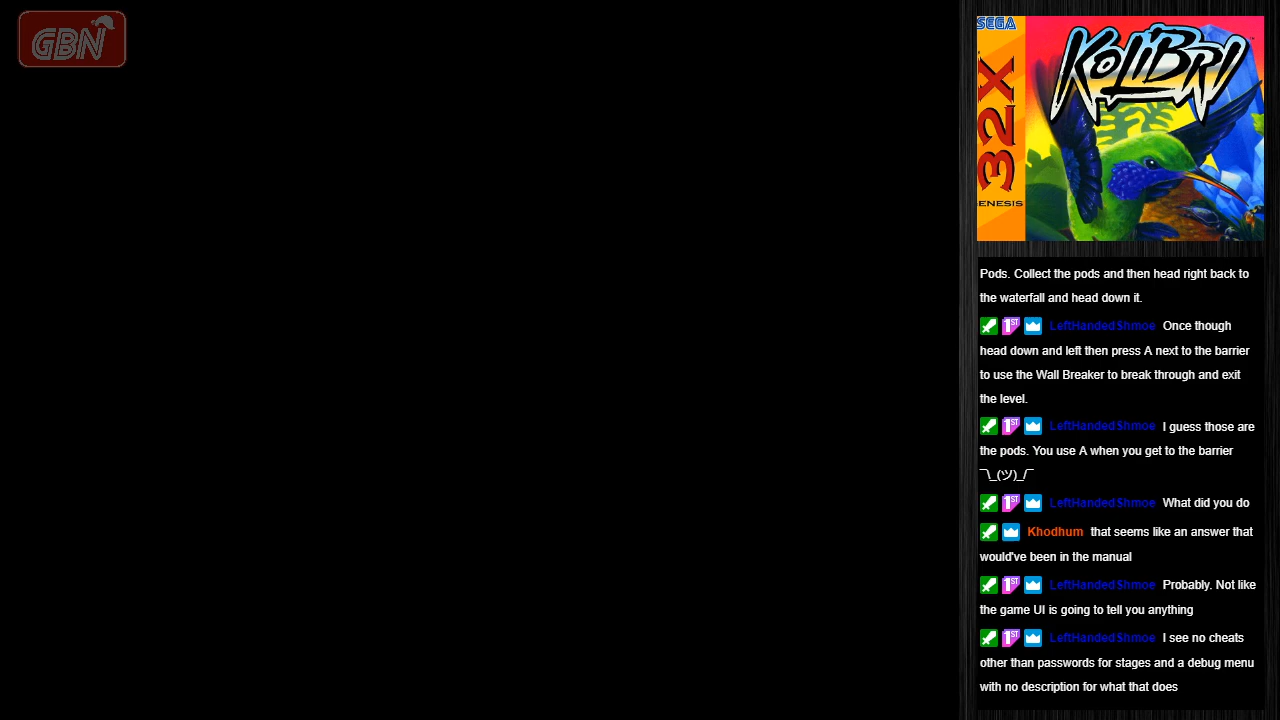 GBN
SEGA
KOLIBRI
32X
GENESIS
Pods. Collect the pods and then head right back to
the waterfall and head down it.
1ST LeftHandedShmoe Once though
head down and left then press A next to the barrier
to use the Wall Breaker to break through and exit
the level.
1ST LeftHandedShmoe I guess those are
the pods. You use A when you get to the barrier
¯\_(ツ)_/¯
1ST LeftHandedShmoe What did you do
Khodhum that seems like an answer that
would've been in the manual
1ST LeftHandedShmoe Probably. Not like
the game UI is going to tell you anything
1ST LeftHandedShmoe I see no cheats
other than passwords for stages and a debug menu
with no description for what that does